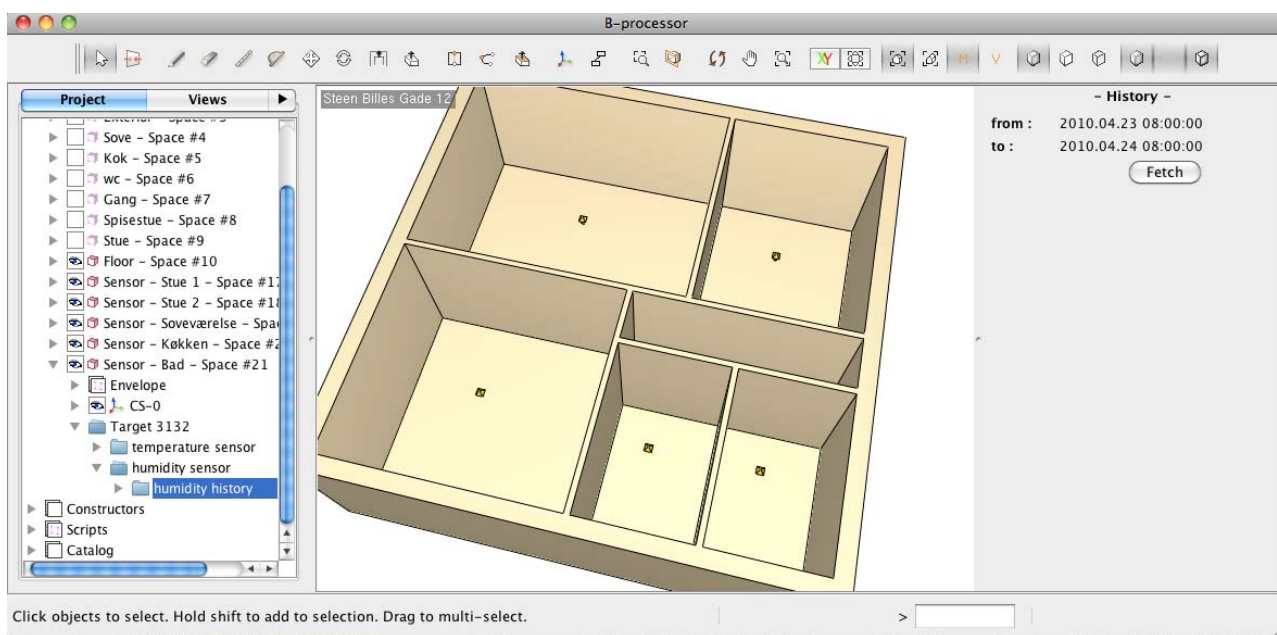 B-processor
XY
M
V
Project Views
Sove – Space #4
Kok – Space #5
wc – Space #6
Gang – Space #7
Spisestue – Space #8
Stue – Space #9
Floor – Space #10
Sensor – Stue 1 – Space #17
Sensor – Stue 2 – Space #18
Sensor – Soveværelse – Spa
Sensor – Køkken – Space #2
Sensor – Bad – Space #21
Envelope
CS-0
Target 3132
temperature sensor
humidity sensor
humidity history
Constructors
Scripts
Catalog
Steen Billes Gade 12
– History –
from : 2010.04.23 08:00:00
to : 2010.04.24 08:00:00
Fetch
Click objects to select. Hold shift to add to selection. Drag to multi-select.
>